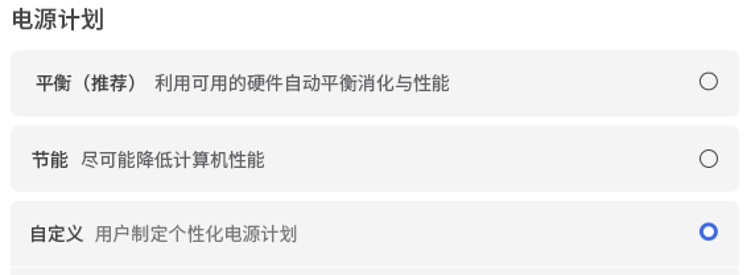 电源计划
平衡（推荐） 利用可用的硬件自动平衡消化与性能
节能 尽可能降低计算机性能
自定义 用户制定个性化电源计划